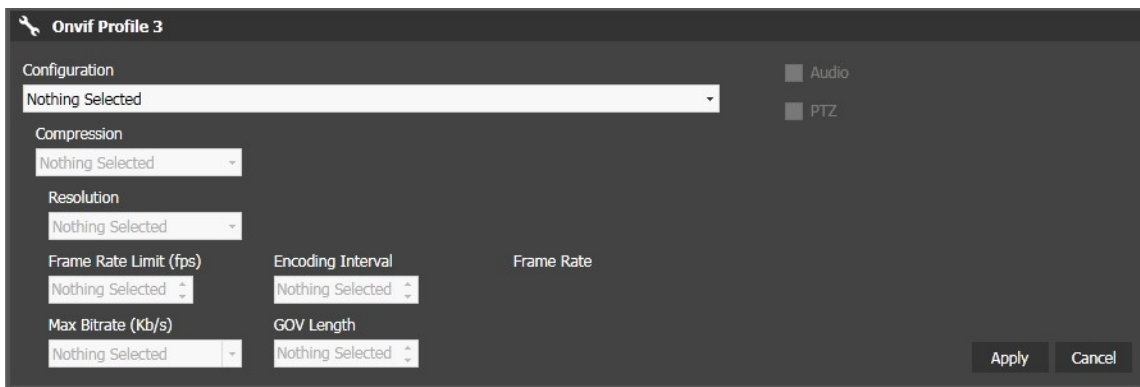 Onvif Profile 3
Configuration
Audio
Nothing Selected
PTZ
Compression
Nothing Selected
Resolution
Nothing Selected
Frame Rate Limit (fps) Encoding Interval Frame Rate
Nothing Selected Nothing Selected
Max Bitrate (Kb/s) GOV Length
Nothing Selected Nothing Selected
Apply Cancel